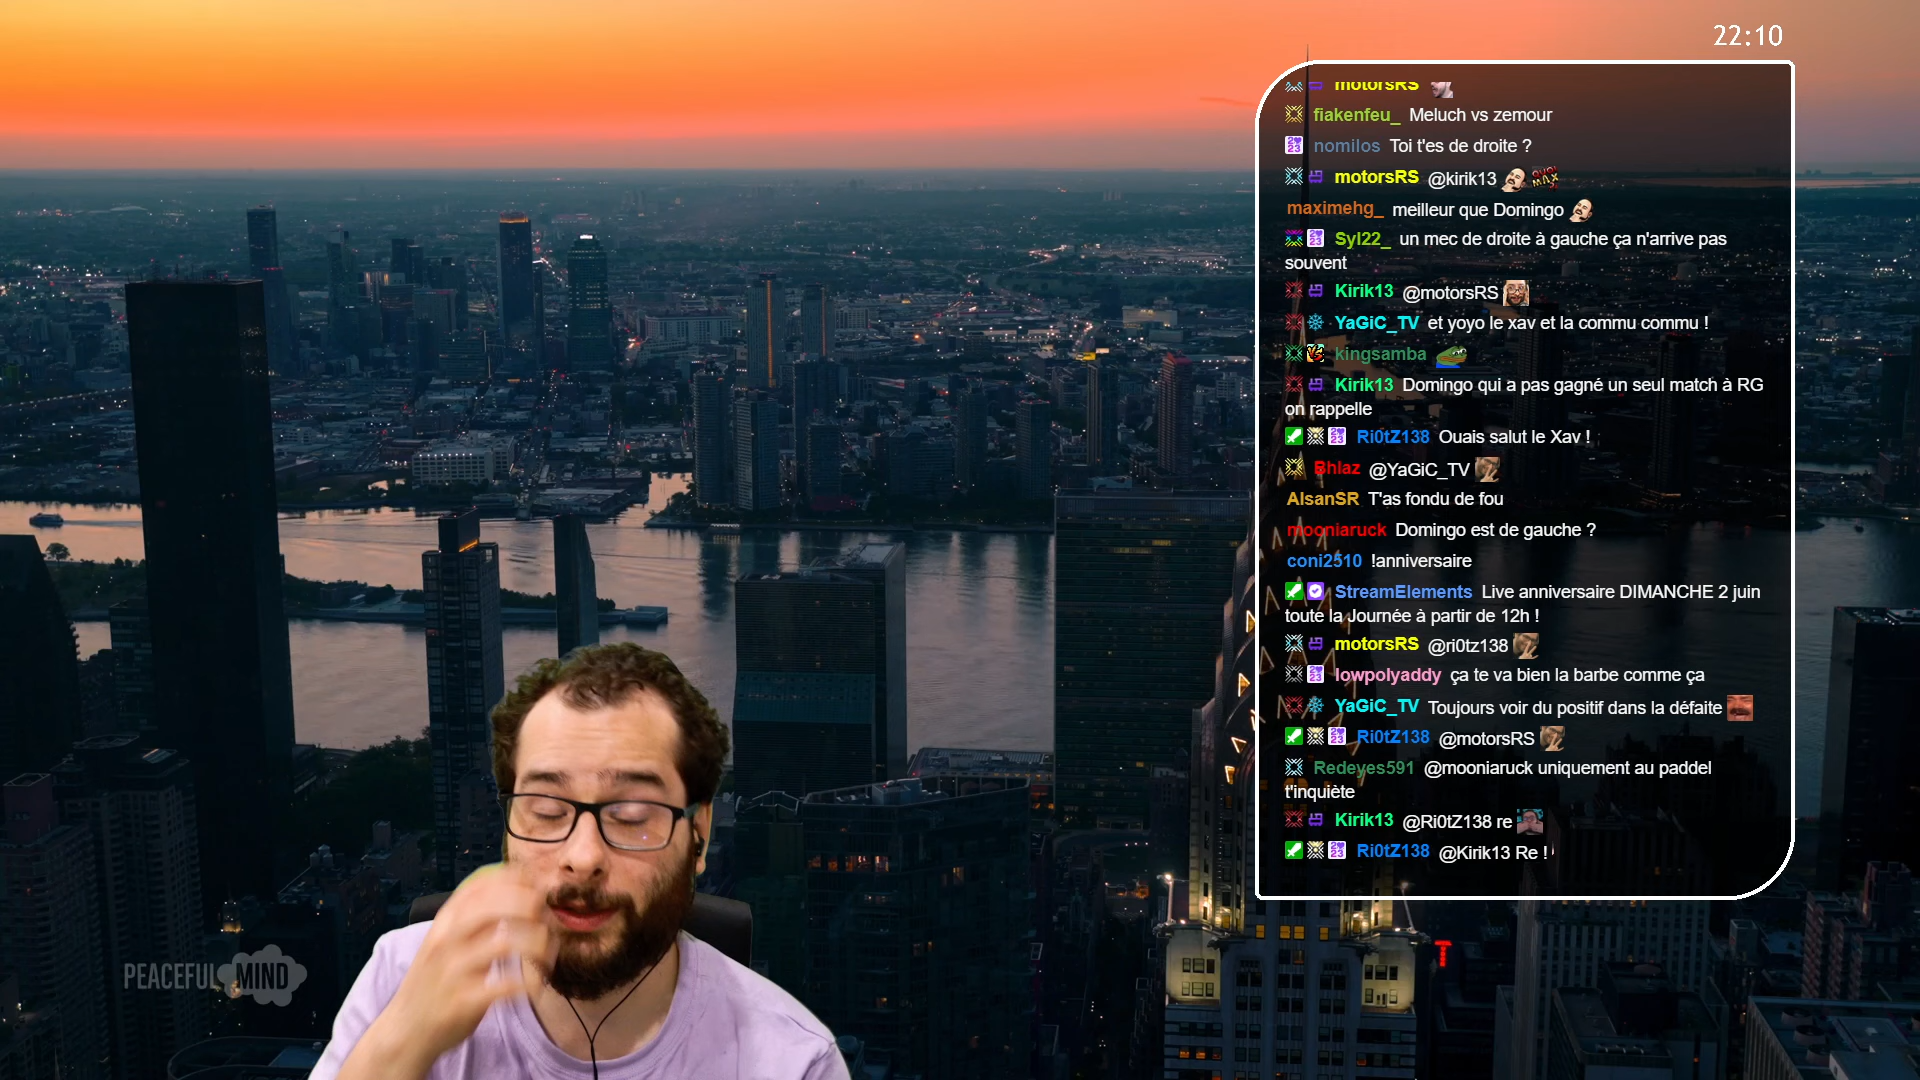 22:10
motorsRS
fiakenfeu_ Meluch vs zemour
nomilos Toi t'es de droite ?
motorsRS @kirik13
maximehg_ meilleur que Domingo
Syl22_ un mec de droite à gauche ça n'arrive pas
souvent
Kirik13 @motorsRS
YaGiC_TV et yoyo le xav et la commu commu !
kingsamba
Kirik13 Domingo qui a pas gagné un seul match à RG
on rappelle
Ri0tZ138 Ouais salut le Xav !
Bhlaz @YaGiC_TV
AlsanSR T'as fondu de fou
mooniaruck Domingo est de gauche ?
coni2510 !anniversaire
StreamElements Live anniversaire DIMANCHE 2 juin
toute la Journée à partir de 12h !
motorsRS @ri0tz138
lowpolyaddy ça te va bien la barbe comme ça
YaGiC_TV Toujours voir du positif dans la défaite
Ri0tZ138 @motorsRS
Redeyes591 @mooniaruck uniquement au paddel
t'inquiète
Kirik13 @Ri0tZ138 re
Ri0tZ138 @Kirik13 Re !
PEACEFUL MIND